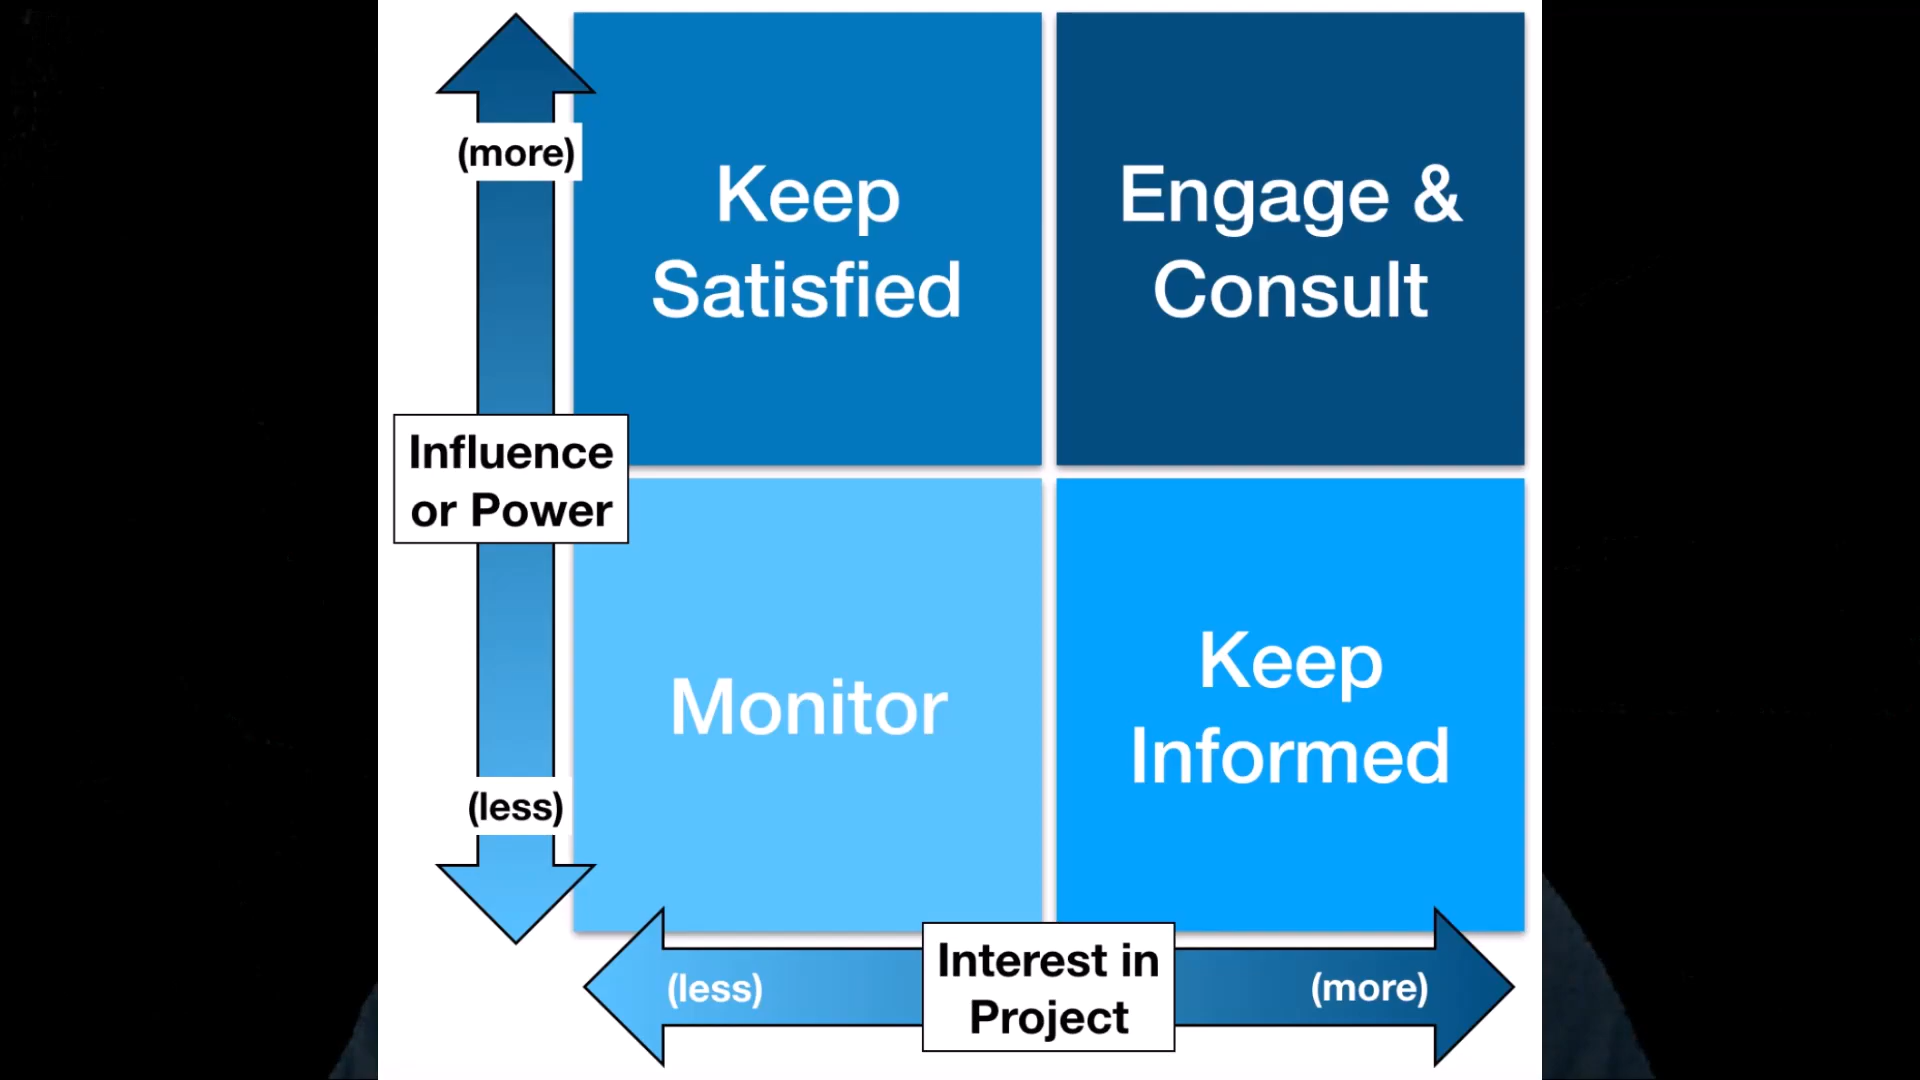 (more)
Keep
Satisfied
Engage &
Consult
Influence
or Power
Monitor
Keep
Informed
(less)
(less)
Interest in
Project
(more)